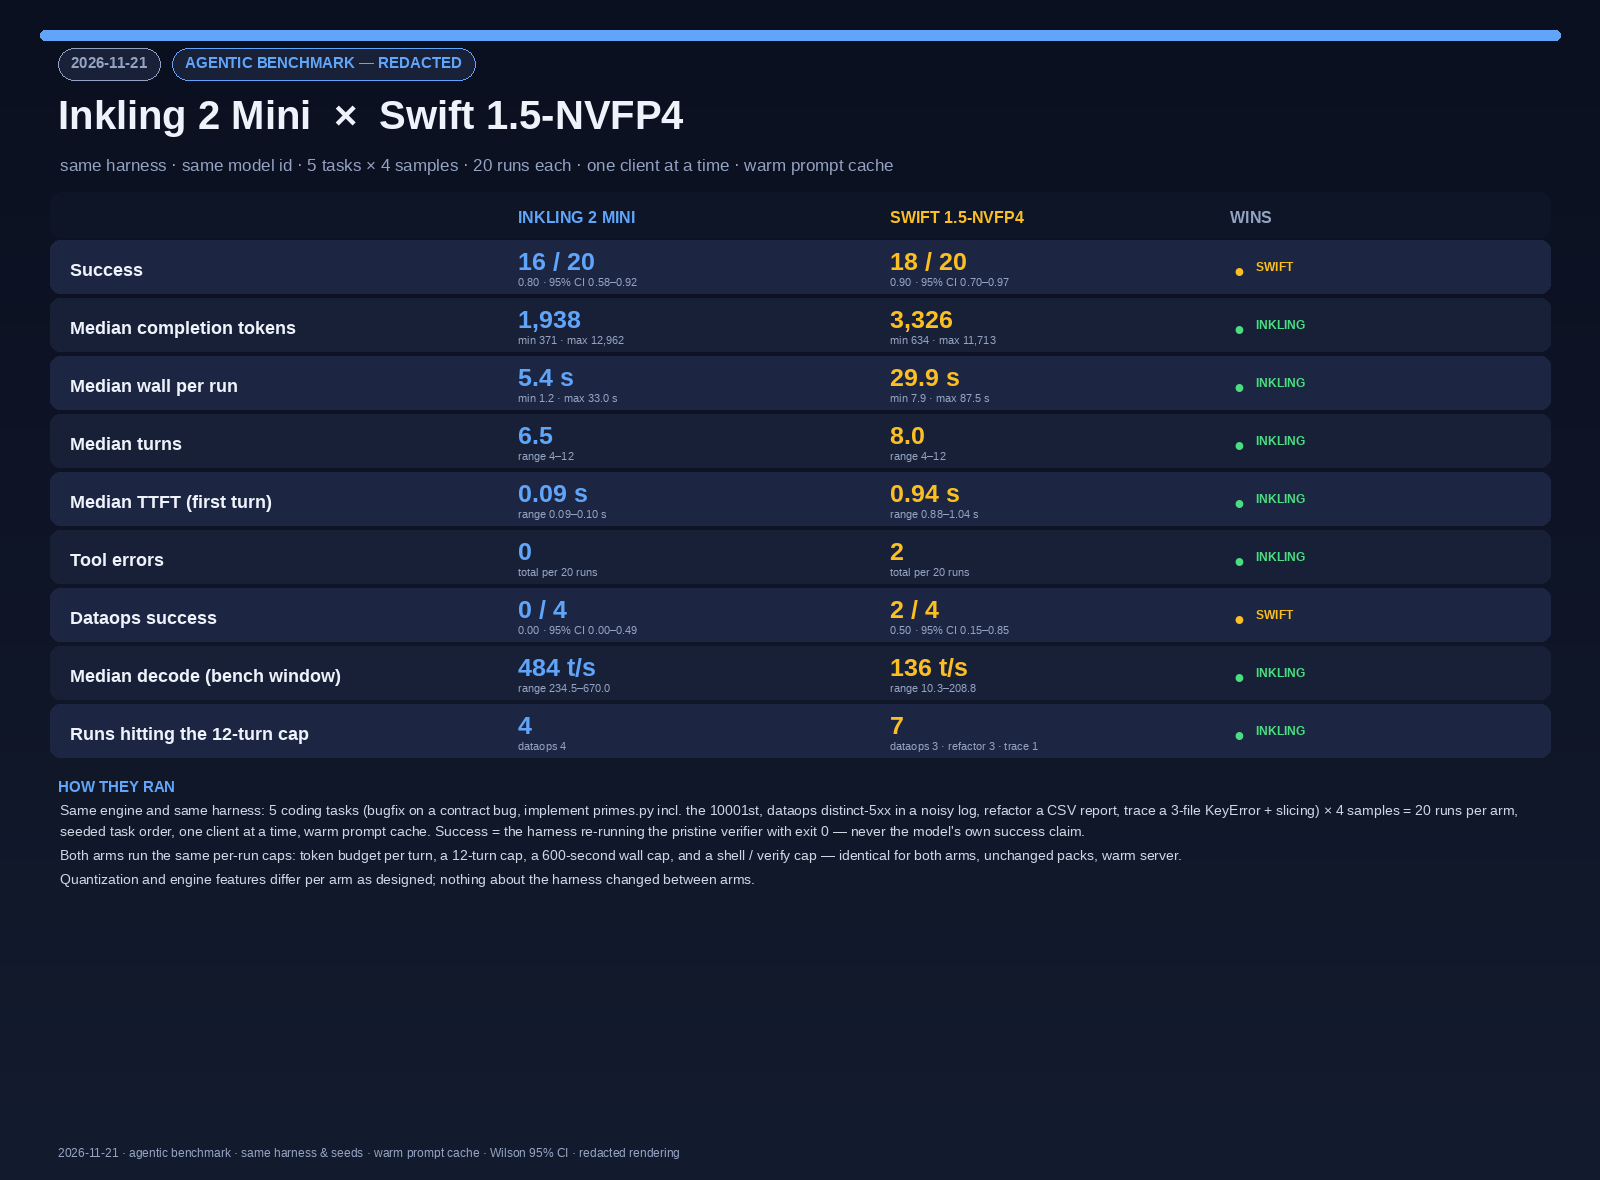 2026-11-21 AGENTIC BENCHMARK — REDACTED
Inkling 2 Mini × Swift 1.5-NVFP4
same harness · same model id · 5 tasks × 4 samples · 20 runs each · one client at a time · warm prompt cache
INKLING 2 MINI SWIFT 1.5-NVFP4 WINS
Success 16 / 20 18 / 20 ● SWIFT
0.80 · 95% CI 0.58–0.92 0.90 · 95% CI 0.70–0.97
Median completion tokens 1,938 3,326 ● INKLING
min 371 · max 12,962 min 634 · max 11,713
Median wall per run 5.4 s 29.9 s ● INKLING
min 1.2 · max 33.0 s min 7.9 · max 87.5 s
Median turns 6.5 8.0 ● INKLING
range 4–12 range 4–12
Median TTFT (first turn) 0.09 s 0.94 s ● INKLING
range 0.09–0.10 s range 0.88–1.04 s
Tool errors 0 2 ● INKLING
total per 20 runs total per 20 runs
Dataops success 0 / 4 2 / 4 ● SWIFT
0.00 · 95% CI 0.00–0.49 0.50 · 95% CI 0.15–0.85
Median decode (bench window) 484 t/s 136 t/s ● INKLING
range 234.5–670.0 range 10.3–208.8
Runs hitting the 12-turn cap 4 7 ● INKLING
dataops 4 dataops 3 · refactor 3 · trace 1
HOW THEY RAN
Same engine and same harness: 5 coding tasks (bugfix on a contract bug, implement primes.py incl. the 10001st, dataops distinct-5xx in a noisy log, refactor a CSV report, trace a 3-file KeyError + slicing) × 4 samples = 20 runs per arm,
seeded task order, one client at a time, warm prompt cache. Success = the harness re-running the pristine verifier with exit 0 — never the model's own success claim.
Both arms run the same per-run caps: token budget per turn, a 12-turn cap, a 600-second wall cap, and a shell / verify cap — identical for both arms, unchanged packs, warm server.
Quantization and engine features differ per arm as designed; nothing about the harness changed between arms.
2026-11-21 · agentic benchmark · same harness & seeds · warm prompt cache · Wilson 95% CI · redacted rendering